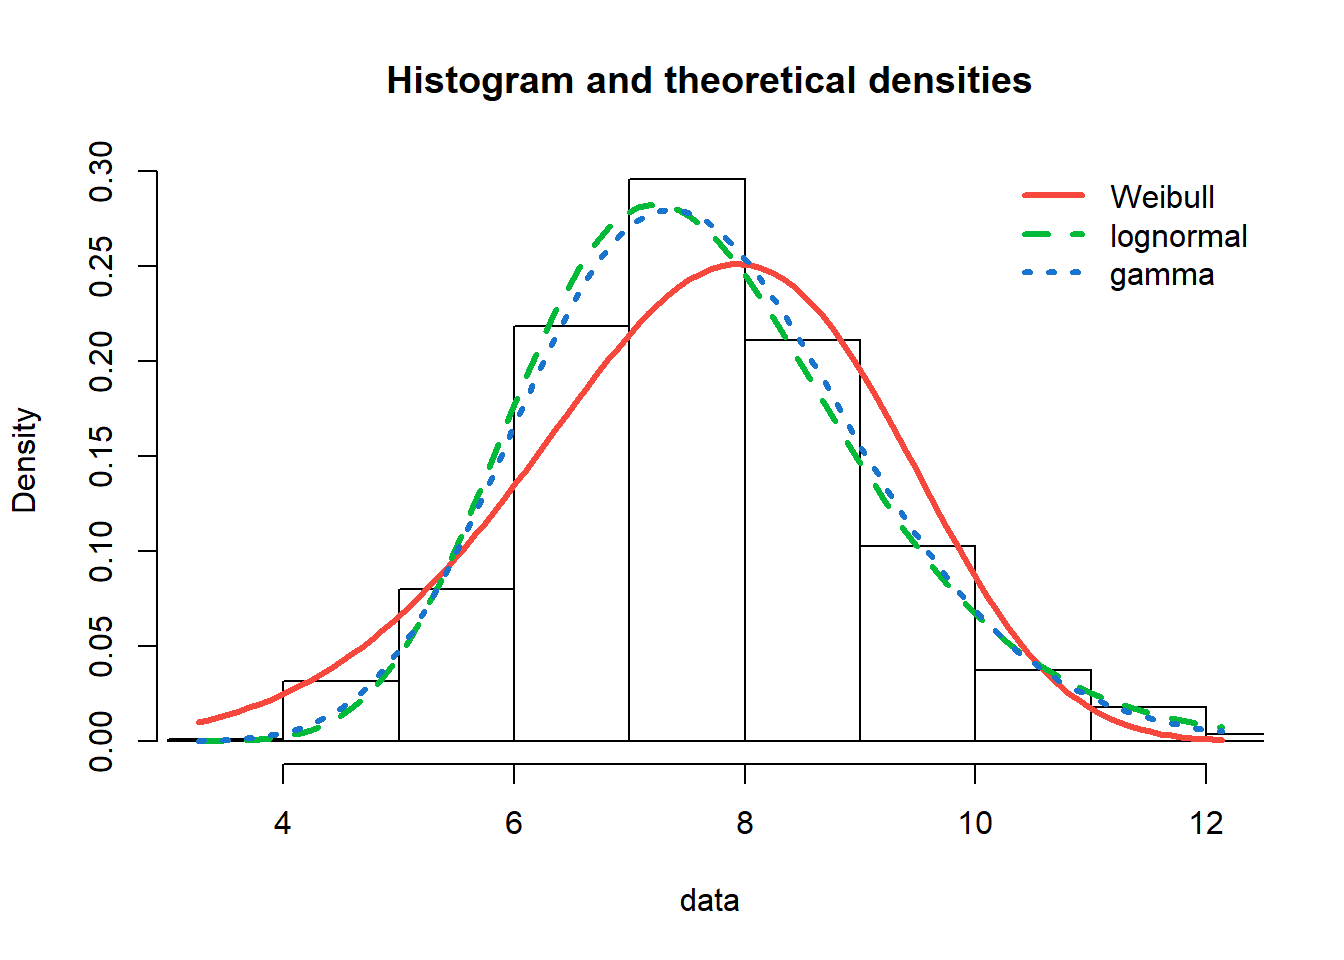 Histogram and theoretical densities
Weibull
lognormal
gamma
Density
0.30
0.25
0.20
0.15
0.10
0.05
0.00
4 6 8 10 12
data